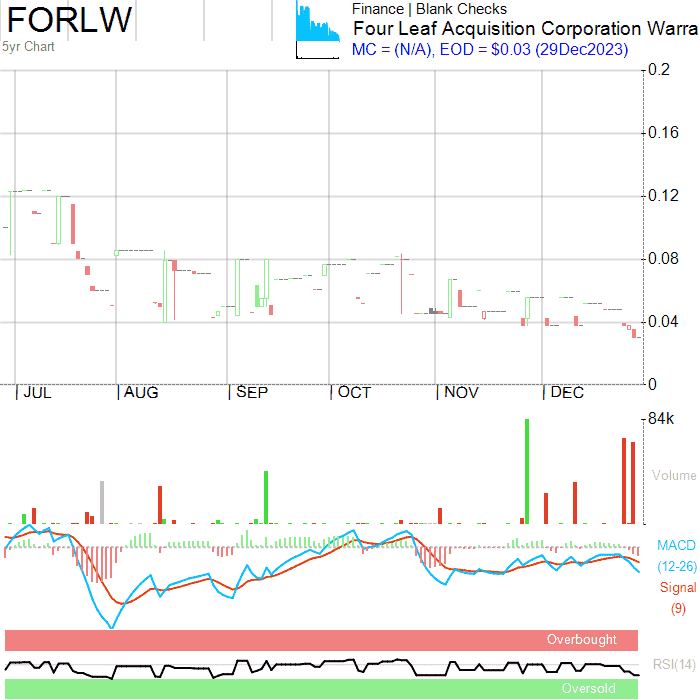 FORLW
5yr Chart
Finance | Blank Checks
Four Leaf Acquisition Corporation Warra
MC = (N/A), EOD = $0.03 (29Dec2023)
0.2
0.16
0.12
0.08
0.04
0
JUL AUG SEP OCT NOV DEC
84k
Volume
MACD
(12-26)
Signal
(9)
Overbought
RSI(14)
Oversold